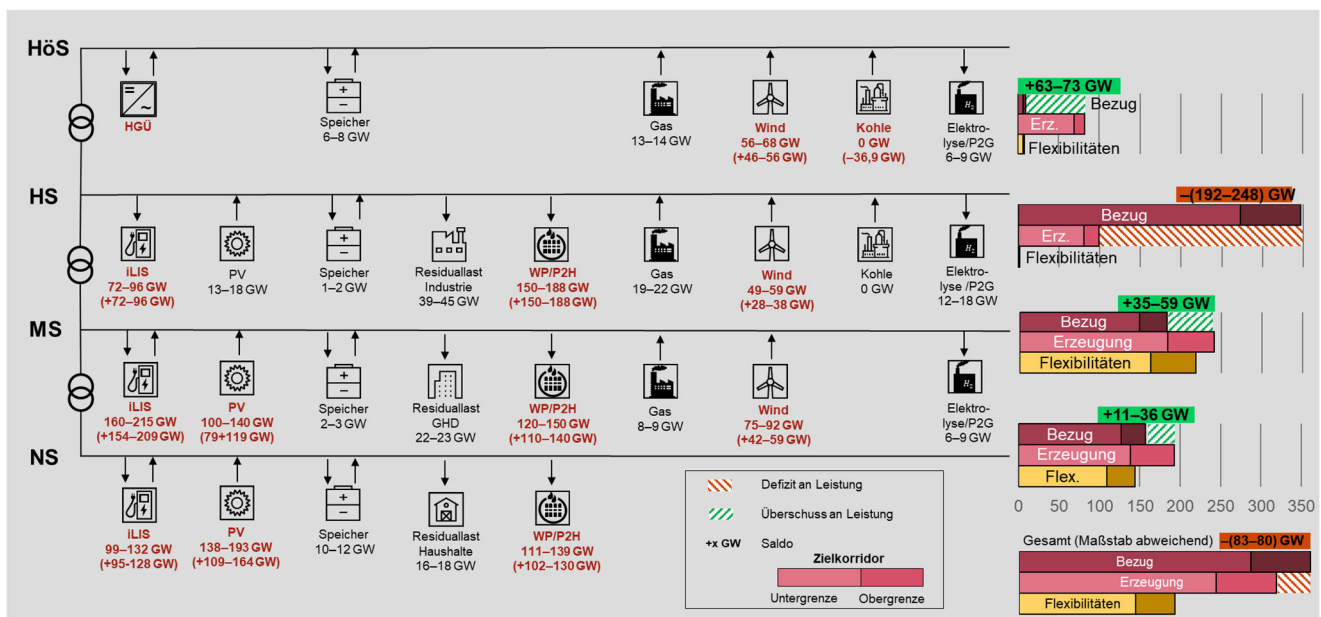 HöS
HGÜ
Speicher
6–8 GW
Gas
13–14 GW
Wind
56–68 GW
(+46–56 GW)
Kohle
0 GW
(–36,9 GW)
Elektro-
lyse/P2G
6–9 GW
H₂
+63–73 GW
Bezug
Erz.
Flexibilitäten
HS
iLIS
72–96 GW
(+72–96 GW)
PV
13–18 GW
Speicher
1–2 GW
Residuallast
Industrie
39–45 GW
WP/P2H
150–188 GW
(+150–188 GW)
Gas
19–22 GW
Wind
49–59 GW
(+28–38 GW)
Kohle
0 GW
Elektro-
lyse /P2G
12–18 GW
H₂
–(192–248) GW
Bezug
Erz.
Flexibilitäten
MS
iLIS
160–215 GW
(+154–209 GW)
PV
100–140 GW
(79+119 GW)
Speicher
2–3 GW
Residuallast
GHD
22–23 GW
WP/P2H
120–150 GW
(+110–140 GW)
Gas
8–9 GW
Wind
75–92 GW
(+42–59 GW)
Elektro-
lyse/P2G
6–9 GW
H₂
+35–59 GW
Bezug
Erzeugung
Flexibilitäten
NS
iLIS
99–132 GW
(+95-128 GW)
PV
138–193 GW
(+109–164 GW)
Speicher
10–12 GW
Residuallast
Haushalte
16–18 GW
WP/P2H
111–139 GW
(+102–130 GW)
+11–36 GW
Bezug
Erzeugung
Flex.
0 50 100 150 200 250 300 350
Defizit an Leistung
Überschuss an Leistung
+x GW Saldo
Zielkorridor
Untergrenze Obergrenze
Gesamt (Maßstab abweichend)
–(83–80) GW
Bezug
Erzeugung
Flexibilitäten